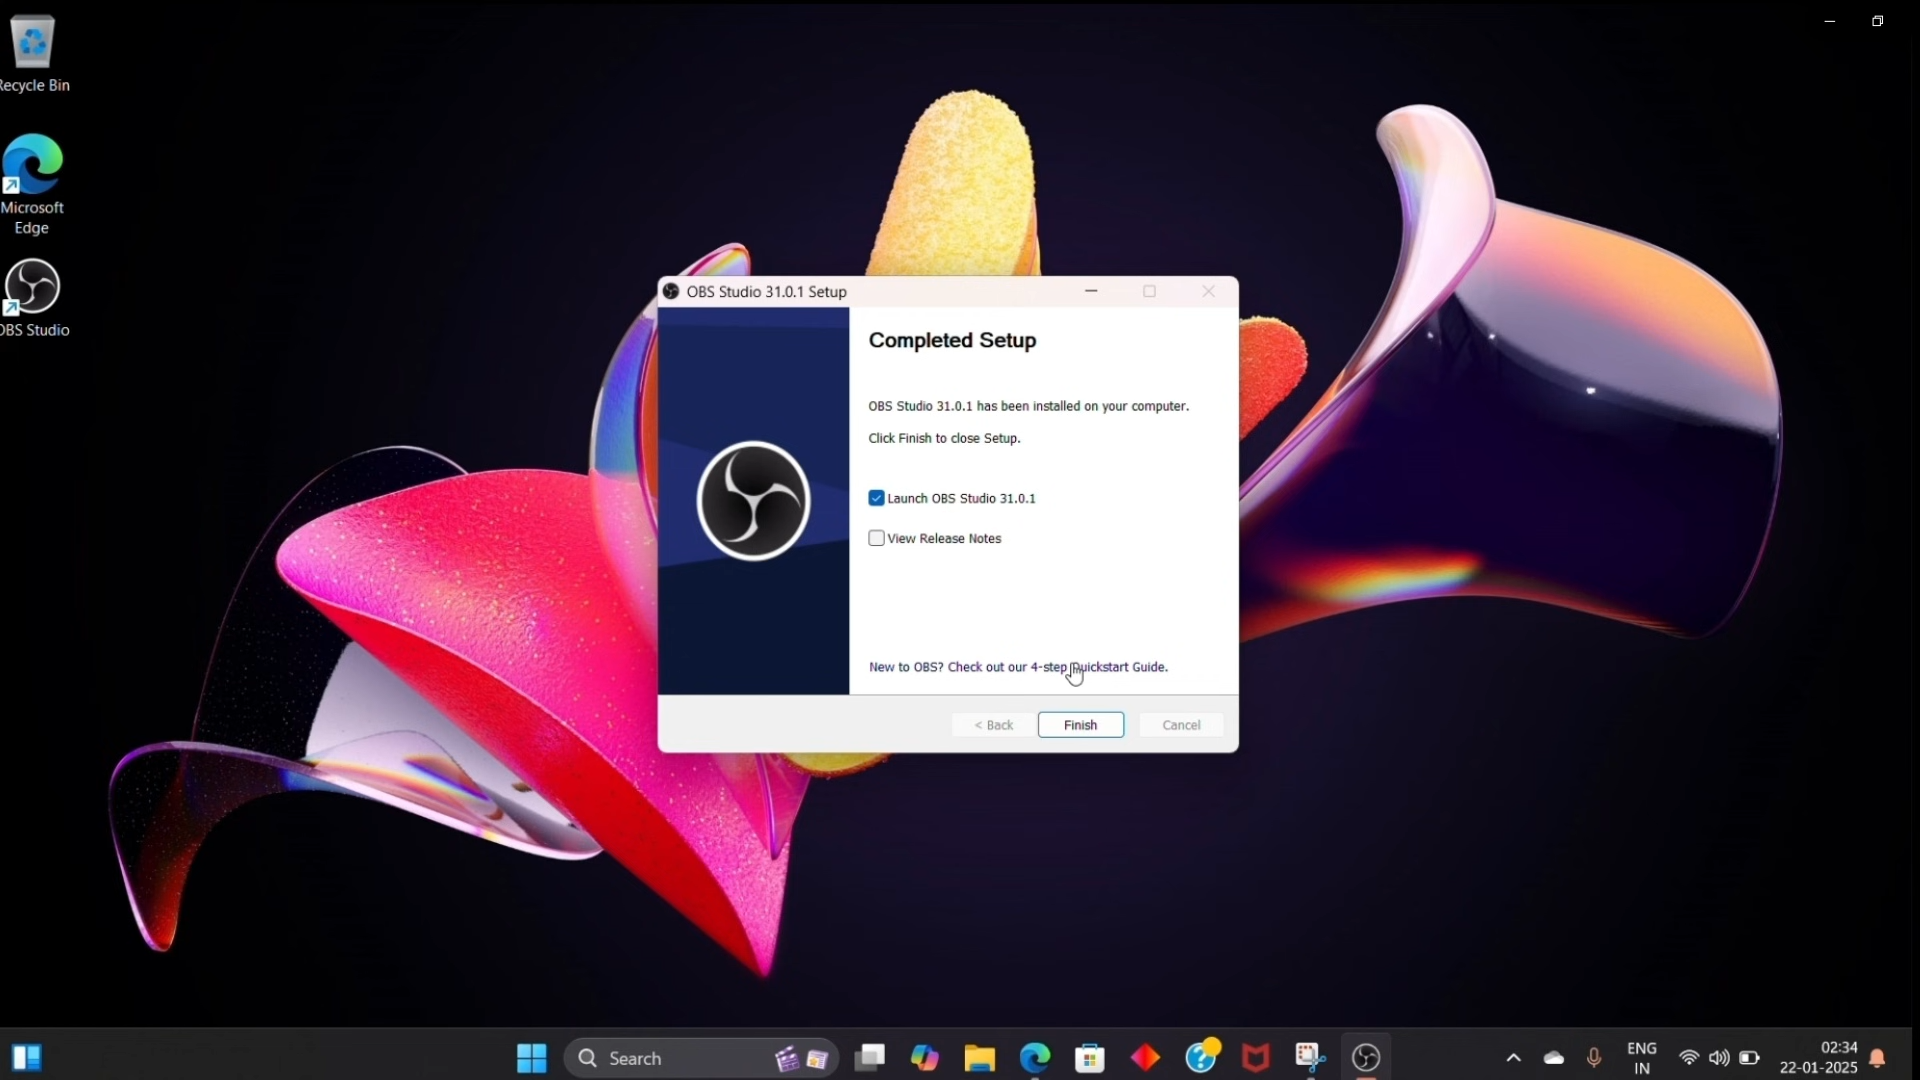 Recycle Bin
Microsoft
Edge
OBS Studio
OBS Studio 31.0.1 Setup
Completed Setup
OBS Studio 31.0.1 has been installed on your computer.
Click Finish to close Setup.
Launch OBS Studio 31.0.1
View Release Notes
New to OBS? Check out our 4-step Quickstart Guide.
< Back
Finish
Cancel
Search
ENG
IN
02:34
22-01-2025